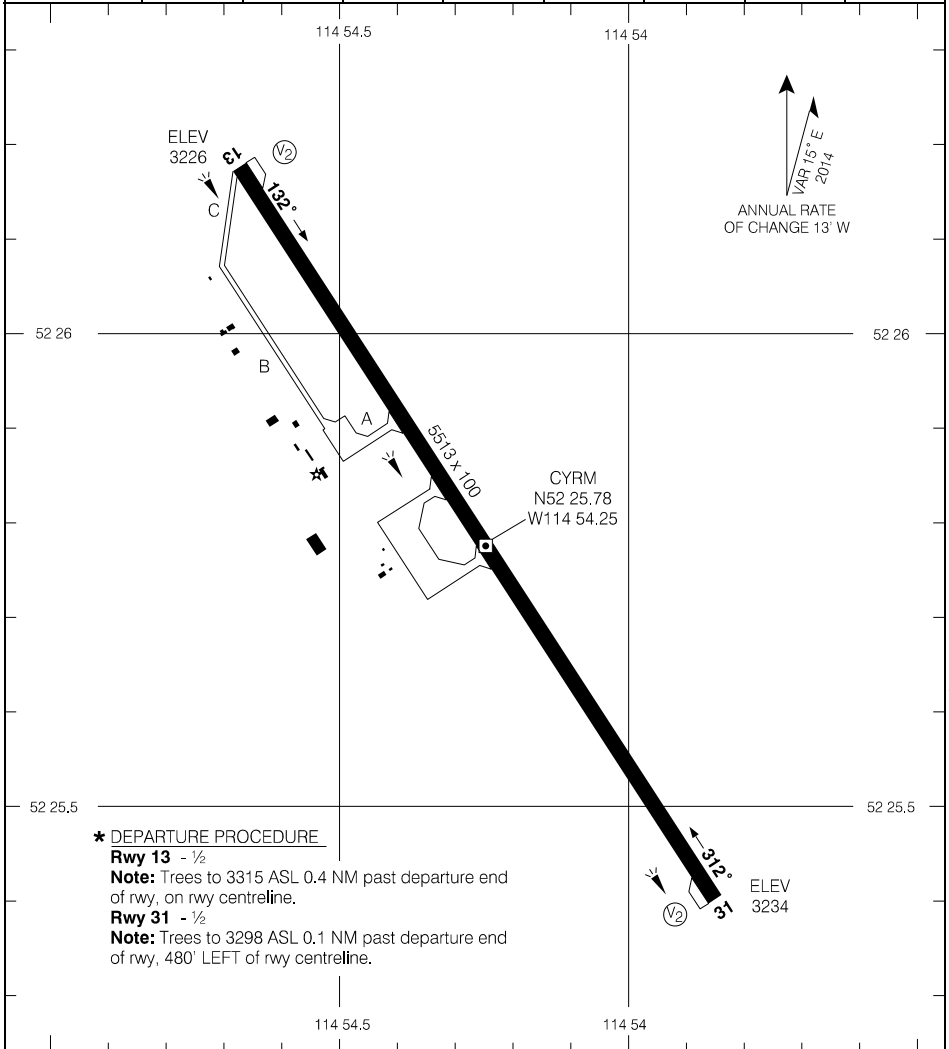 114 54.5
114 54
ELEV
3226
13
V2
132°
C
VAR 15° E
2014
ANNUAL RATE
OF CHANGE 13' W
52 26
52 26
B
A
5513 x 100
CYRM
N52 25.78
W114 54.25
52 25.5
52 25.5
* DEPARTURE PROCEDURE
Rwy 13 - ½
Note: Trees to 3315 ASL 0.4 NM past departure end
of rwy, on rwy centreline.
Rwy 31 - ½
Note: Trees to 3298 ASL 0.1 NM past departure end
of rwy, 480' LEFT of rwy centreline.
312°
V2
31
ELEV
3234
114 54.5
114 54